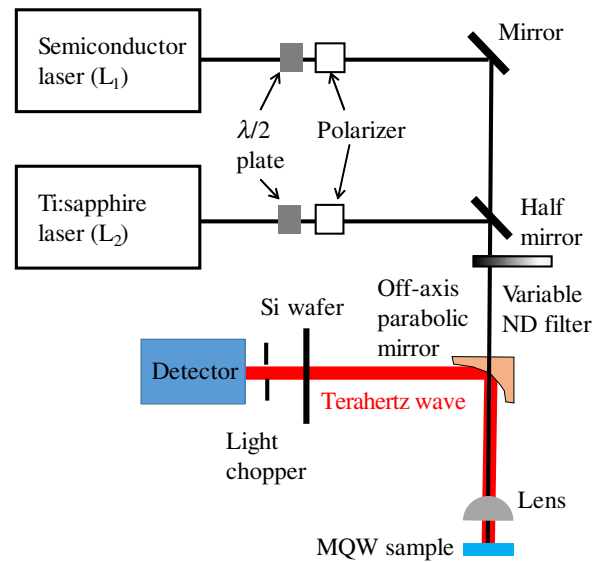 Semiconductor
laser (L₁)
Mirror
λ/2
plate
Polarizer
Ti:sapphire
laser (L₂)
Half
mirror
Variable
ND filter
Off-axis
parabolic
mirror
Si wafer
Detector
Terahertz wave
Light
chopper
Lens
MQW sample